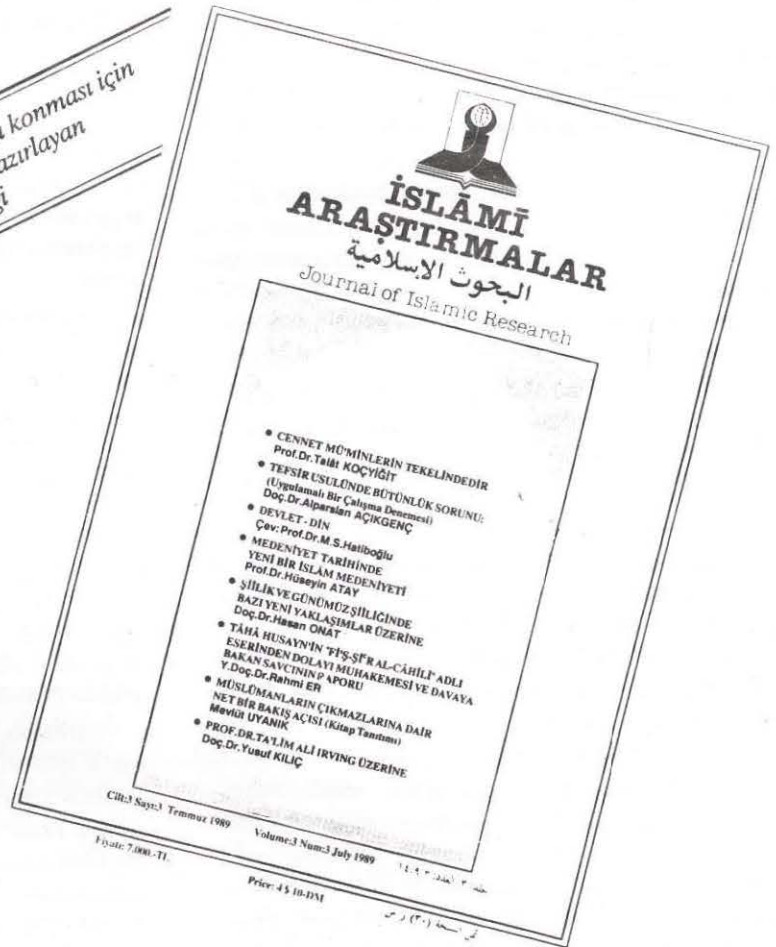 konması için
azırlayan
İSLÂMÎ
ARAŞTIRMALAR
البحوث الإسلامية
Journal of Islamic Research
• CENNET MÜ'MİNLERİN TEKELİNDEDİR
Prof.Dr.Talât KOÇYİĞİT
• TEFSİR USULÜNDE BÜTÜNLÜK SORUNU:
(Uygulamalı Bir Çalışma Denemesi)
Doç.Dr.Alparslan AÇIKGENÇ
• DEVLET - DİN
Çev: Prof.Dr.M.S.Hatiboğlu
• MEDENİYET TARİHİNDE
YENİ BİR İSLÂM MEDENİYETİ
Prof.Dr.Hüseyin ATAY
• ŞİİLİK VE GÜNÜMÜZ ŞİİLİĞİNDE
BAZI YENİ YAKLAŞIMLAR ÜZERİNE
Doç.Dr.Hasan ONAT
• TÂHÂ HUSAYN'IN "Fİ'Ş-Şİ'R AL-CÂHİLİ" ADLI
ESERİNDEN DOLAYI MUHAKEMESİ VE DAVAYA
BAKAN SAVCININ RAPORU
Y.Doç.Dr.Rahmi ER
• MÜSLÜMANLARIN ÇIKMAZLARINA DAİR
NET BİR BAKIŞ AÇISI (Kitap Tanıtımı)
Mevlüt UYANIK
• PROF.DR.TA'LİM ALİ IRVING ÜZERİNE
Doç.Dr.Yusuf KILIÇ
Cilt:3 Sayı:3 Temmuz 1989 Volume:3 Num:3 July 1989
Fiyatı: 7.000.-TL. Price: 4 $ 10-DM